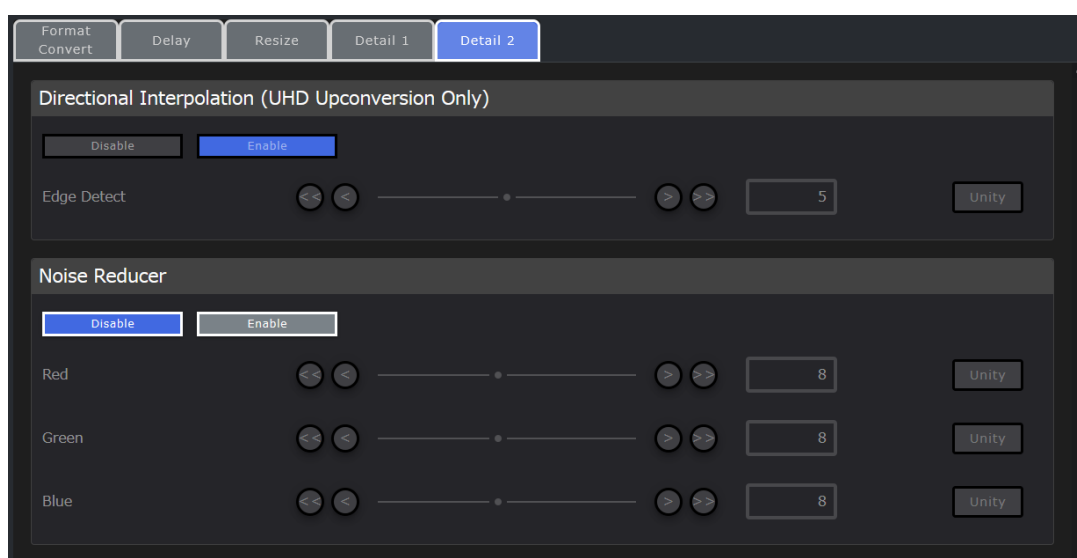 Format
Convert
Delay
Resize
Detail 1
Detail 2
Directional Interpolation (UHD Upconversion Only)
Disable Enable
Edge Detect << < > >> 5 Unity
Noise Reducer
Disable Enable
Red << < > >> 8 Unity
Green << < > >> 8 Unity
Blue << < > >> 8 Unity